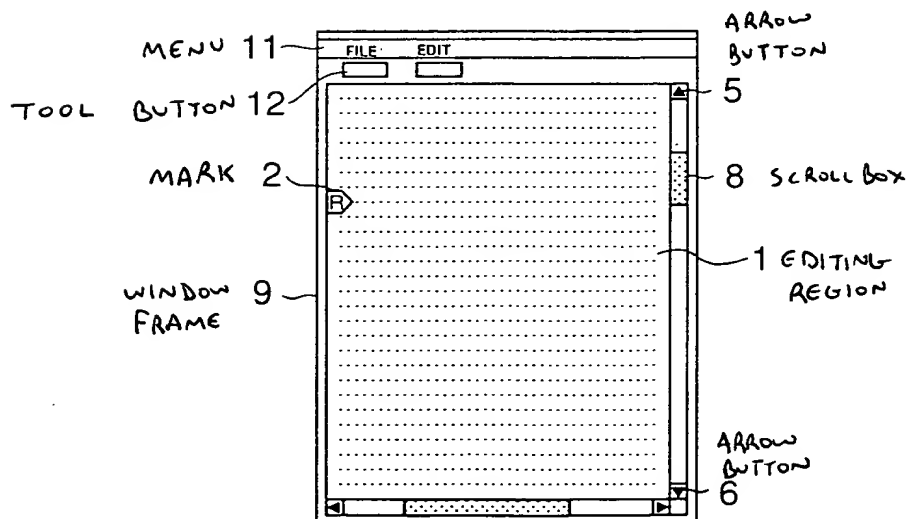 ARROW
BUTTON
MENU 11
FILE EDIT
TOOL BUTTON 12
5
MARK 2
R
8 SCROLL BOX
1 EDITING
REGION
WINDOW 9
FRAME
ARROW
BUTTON
6